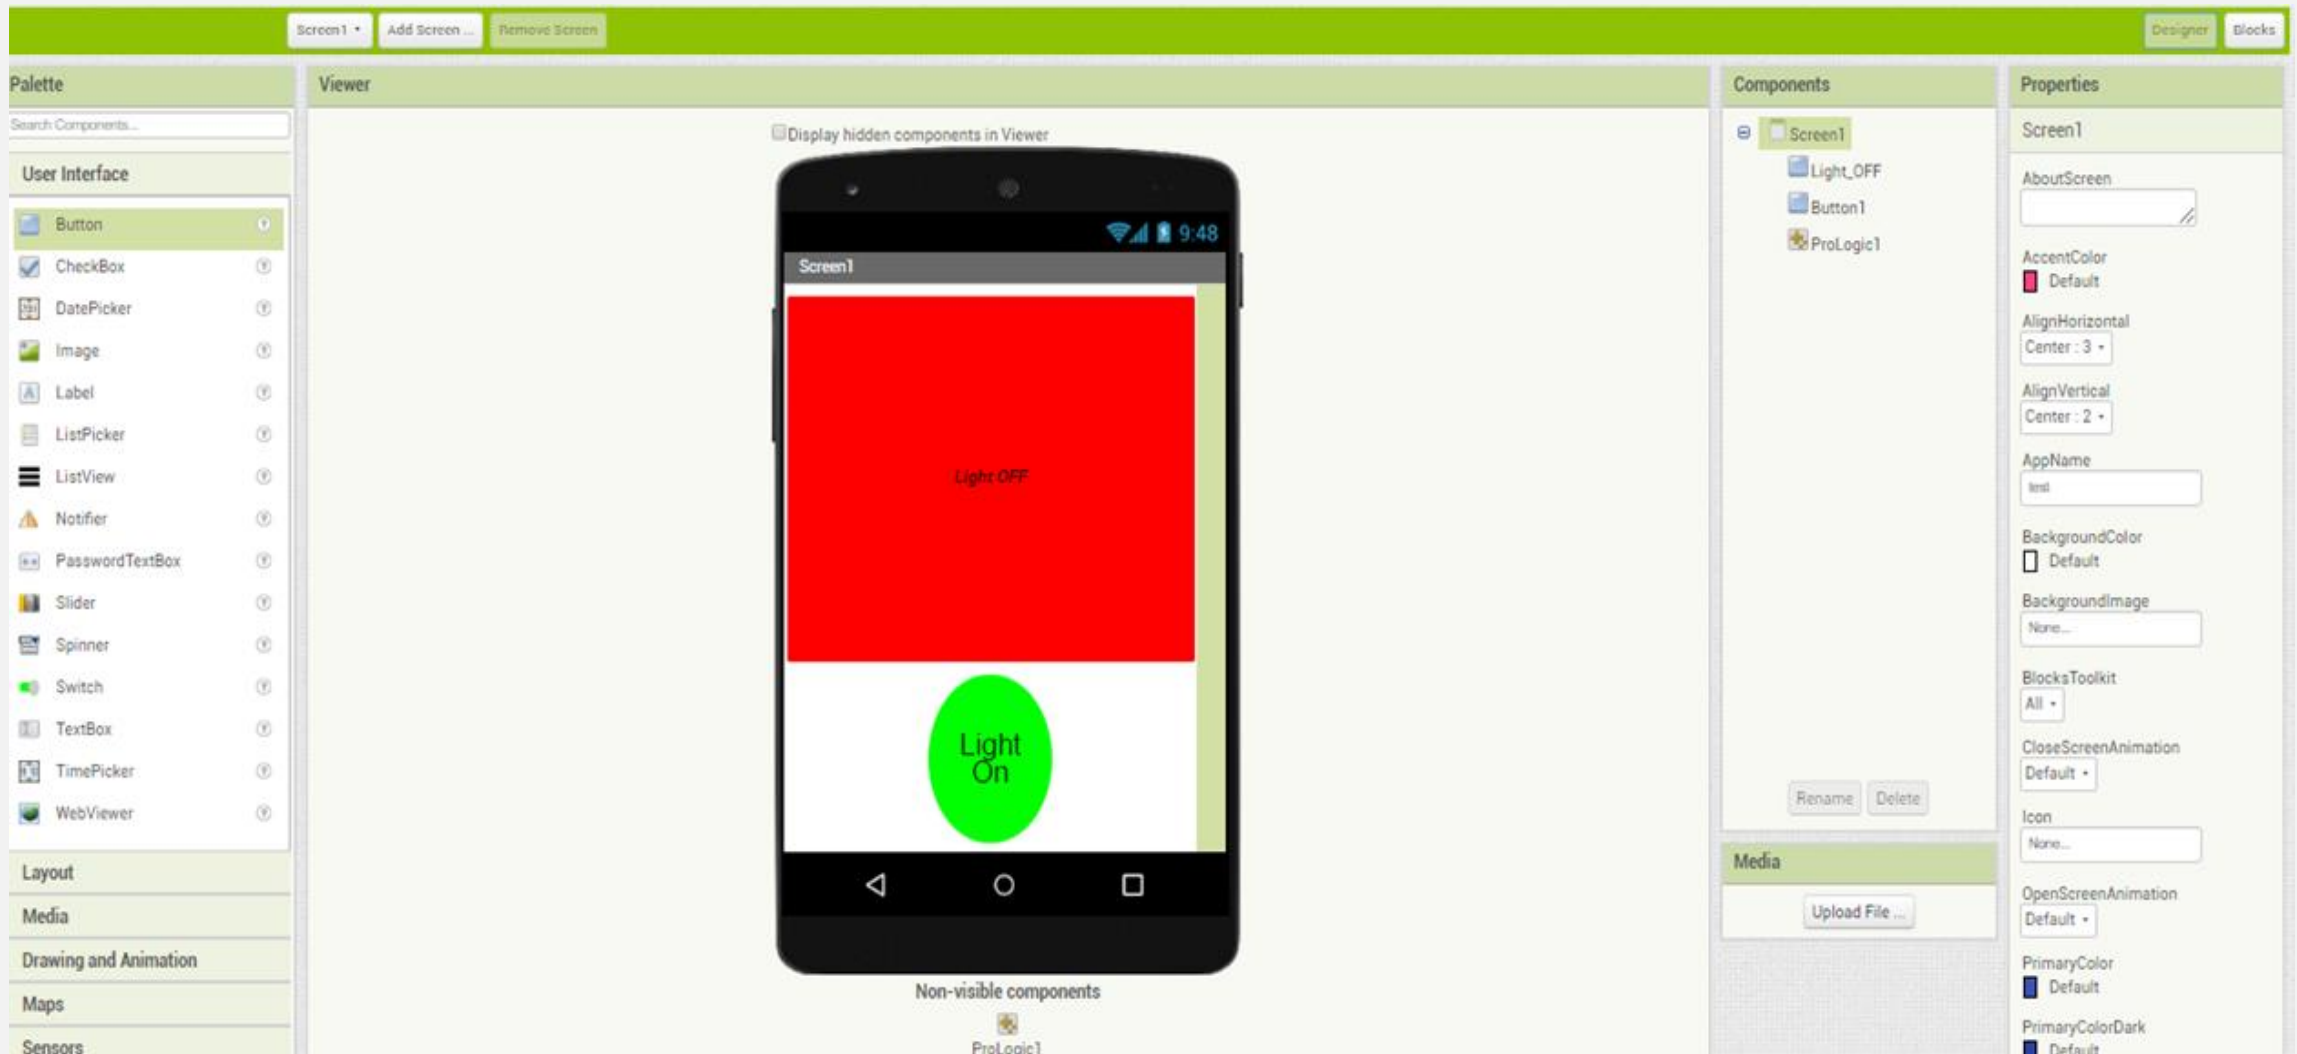 Screen1
Add Screen ...
Remove Screen
Designer
Blocks
Palette
Search Components...
User Interface
Button
CheckBox
DatePicker
Image
Label
ListPicker
ListView
Notifier
PasswordTextBox
Slider
Spinner
Switch
TextBox
TimePicker
WebViewer
Layout
Media
Drawing and Animation
Maps
Sensors
Viewer
Display hidden components in Viewer
9:48
Screen1
Light OFF
Light
On
Non-visible components
ProLogic1
Components
Screen1
Light_OFF
Button1
ProLogic1
Rename
Delete
Media
Upload File ...
Properties
Screen1
AboutScreen
AccentColor
Default
AlignHorizontal
Center : 3
AlignVertical
Center : 2
AppName
test
BackgroundColor
Default
BackgroundImage
None...
BlocksToolkit
All
CloseScreenAnimation
Default
Icon
None...
OpenScreenAnimation
Default
PrimaryColor
Default
PrimaryColorDark
Default